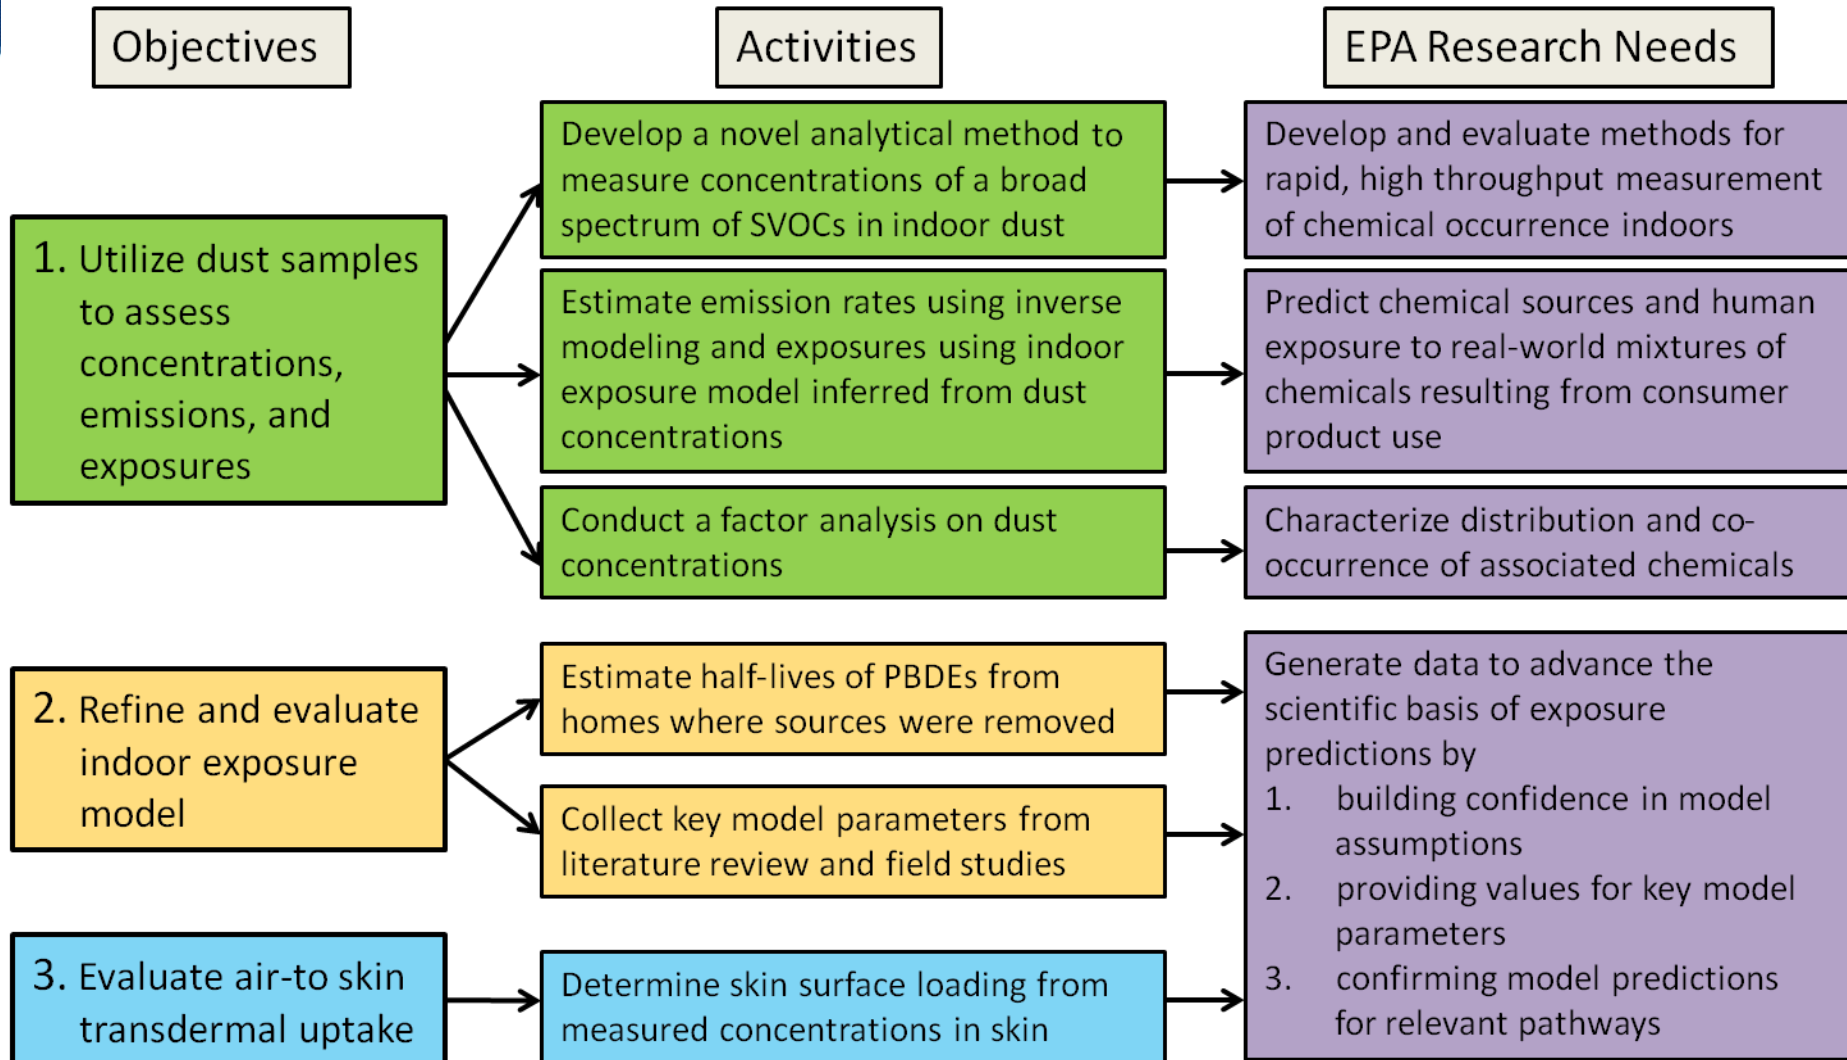 Objectives
Activities
EPA Research Needs
1. Utilize dust samples
to assess
concentrations,
emissions, and
exposures
Develop a novel analytical method to
measure concentrations of a broad
spectrum of SVOCs in indoor dust
Develop and evaluate methods for
rapid, high throughput measurement
of chemical occurrence indoors
Estimate emission rates using inverse
modeling and exposures using indoor
exposure model inferred from dust
concentrations
Predict chemical sources and human
exposure to real-world mixtures of
chemicals resulting from consumer
product use
Conduct a factor analysis on dust
concentrations
Characterize distribution and co-
occurrence of associated chemicals
2. Refine and evaluate
indoor exposure
model
Estimate half-lives of PBDEs from
homes where sources were removed
Collect key model parameters from
literature review and field studies
Generate data to advance the
scientific basis of exposure
predictions by
1. building confidence in model
assumptions
2. providing values for key model
parameters
3. confirming model predictions
for relevant pathways
3. Evaluate air-to skin
transdermal uptake
Determine skin surface loading from
measured concentrations in skin